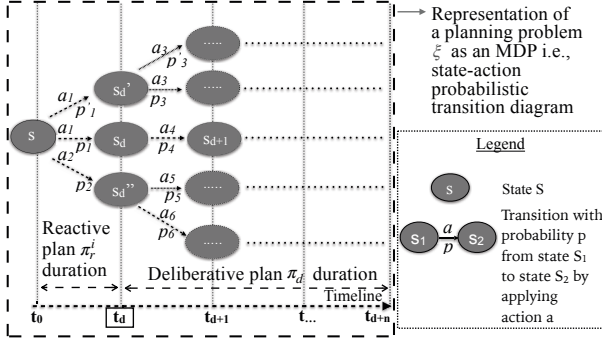 Representation of
a planning problem
ξ as an MDP i.e.,
state-action
probabilistic
transition diagram
a3
p'3
.....
Sd'
a3
p3
.....
a1
p'1
S
a1
p1
Sd
a4
p4
Sd+1
a2
p2
Sd''
a5
p5
.....
a6
p6
.....
Reactive
plan πr^i
duration
Deliberative plan πd duration
Timeline
t0
td
td+1
t...
td+n
Legend
S
State S
S1
a
p
S2
Transition with
probability p
from state S1
to state S2 by
applying
action a